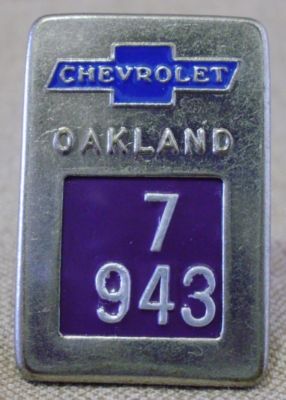 CHEVROLET
OAKLAND
7
943